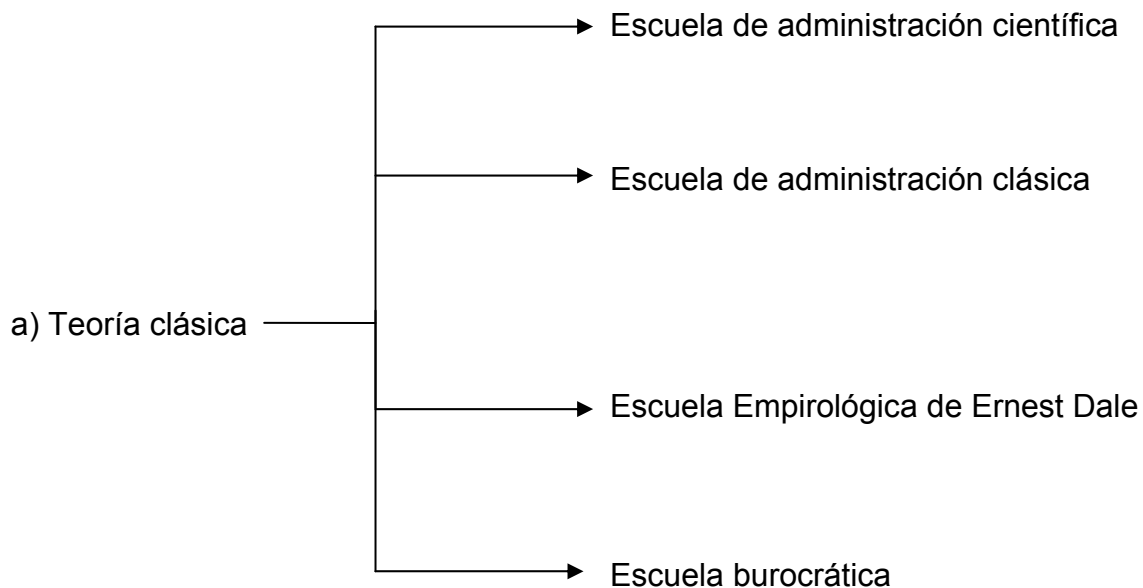 Escuela de administración científica
Escuela de administración clásica
a) Teoría clásica
Escuela Empirológica de Ernest Dale
Escuela burocrática